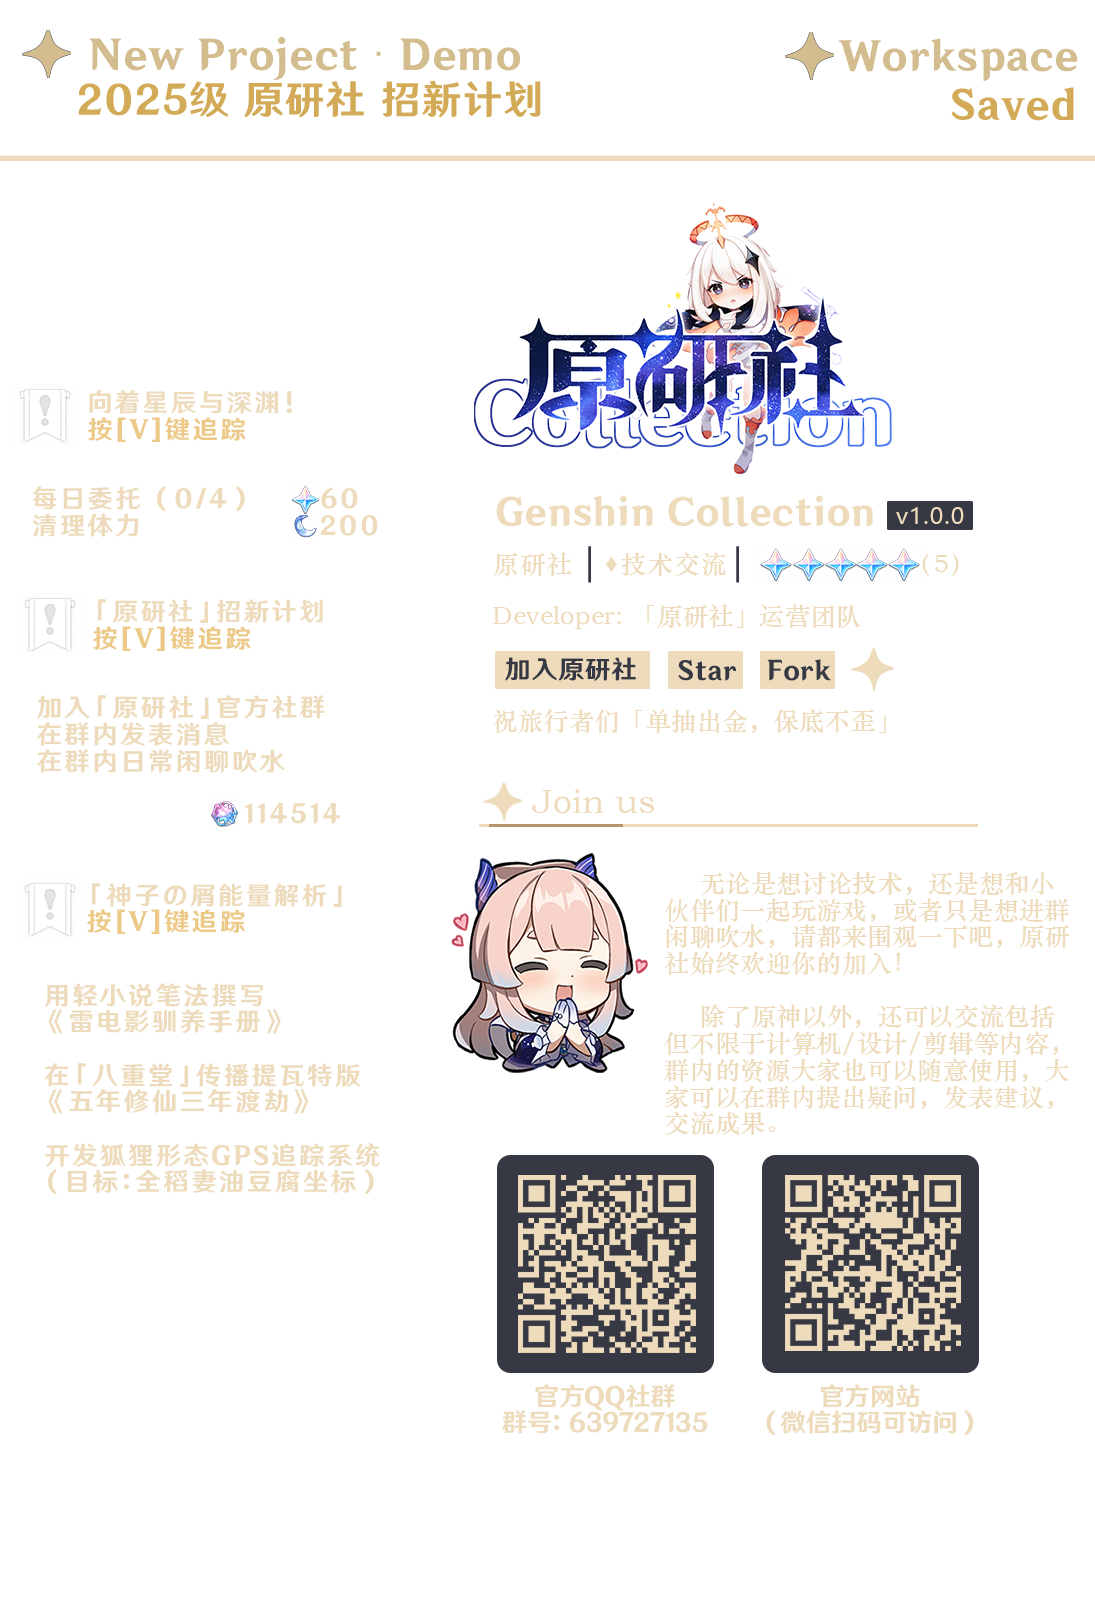 New Project · Demo
2025级 原研社 招新计划
Workspace
Saved
向着星辰与深渊！
按[V]键追踪
每日委托（0/4） 60
清理体力 200
「原研社」招新计划
按[V]键追踪
加入「原研社」官方社群
在群内发表消息
在群内日常闲聊吹水
114514
「神子の屑能量解析」
按[V]键追踪
用轻小说笔法撰写
《雷电影驯养手册》
在「八重堂」传播提瓦特版
《五年修仙三年渡劫》
开发狐狸形态GPS追踪系统
（目标：全稻妻油豆腐坐标）
原研社
Collection
Genshin Collection v1.0.0
原研社 | ♦技术交流 | (5)
Developer: 「原研社」运营团队
加入原研社 Star Fork
祝旅行者们「单抽出金，保底不歪」
Join us
无论是想讨论技术，还是想和小
伙伴们一起玩游戏，或者只是想进群
闲聊吹水，请都来围观一下吧，原研
社始终欢迎你的加入！
除了原神以外，还可以交流包括
但不限于计算机/设计/剪辑等内容，
群内的资源大家也可以随意使用，大
家可以在群内提出疑问，发表建议，
交流成果。
官方QQ社群
群号：639727135
官方网站
（微信扫码可访问）